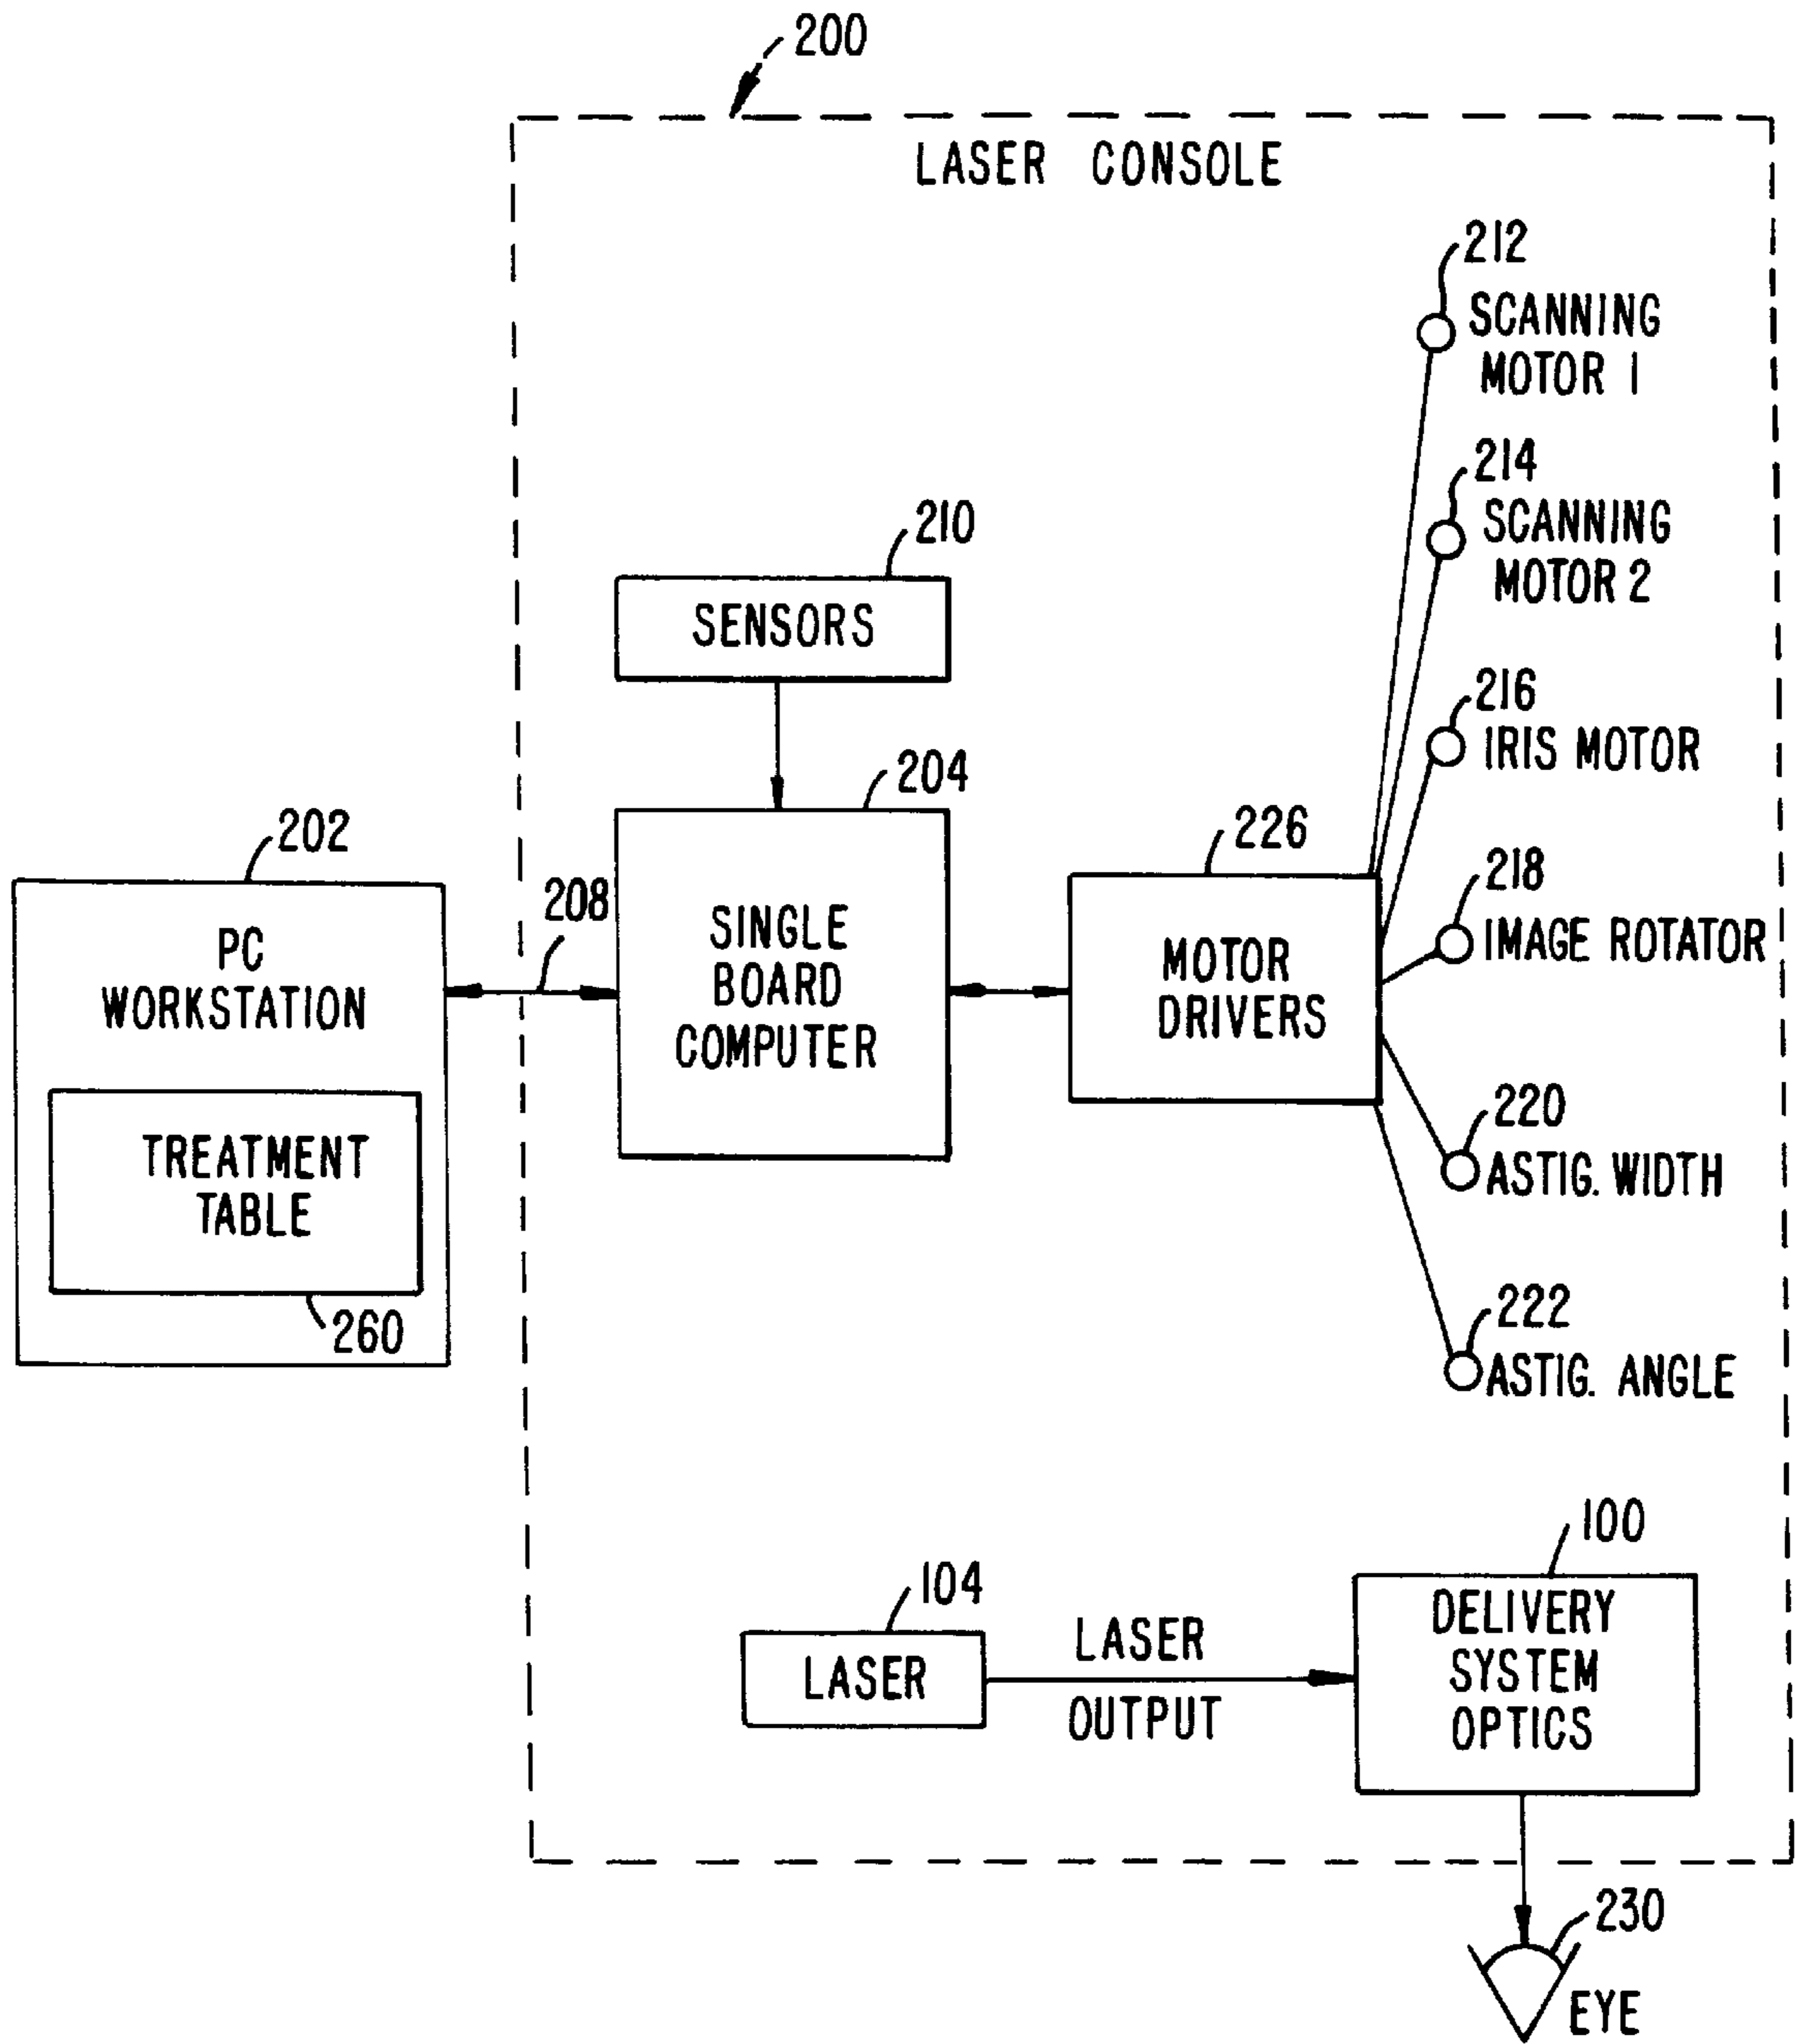 200
LASER CONSOLE
212
SCANNING
MOTOR 1
214
SCANNING
MOTOR 2
210
SENSORS
216
IRIS MOTOR
204
SINGLE
BOARD
COMPUTER
202
PC
WORKSTATION
208
226
MOTOR
DRIVERS
218
IMAGE ROTATOR
TREATMENT
TABLE
260
220
ASTIG. WIDTH
222
ASTIG. ANGLE
104
LASER
LASER
OUTPUT
100
DELIVERY
SYSTEM
OPTICS
230
EYE